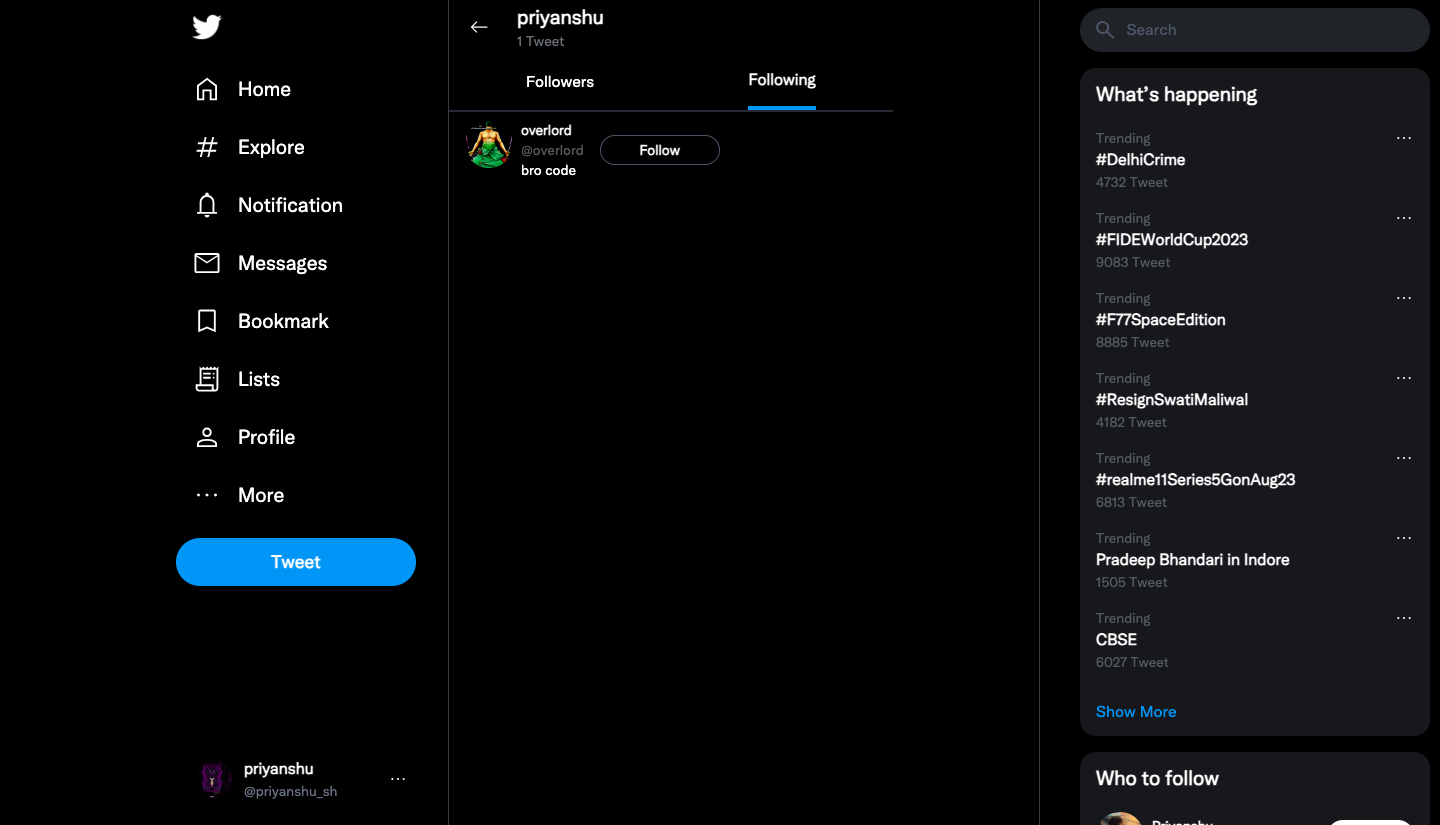 Home
Explore
Notification
Messages
Bookmark
Lists
Profile
More
Tweet
priyanshu
@priyanshu_sh
priyanshu
1 Tweet
Followers
Following
overlord
@overlord
Follow
bro code
Search
What's happening
Trending
#DelhiCrime
4732 Tweet
Trending
#FIDEWorldCup2023
9083 Tweet
Trending
#F77SpaceEdition
8885 Tweet
Trending
#ResignSwatiMaliwal
4182 Tweet
Trending
#realme11Series5GonAug23
6813 Tweet
Trending
Pradeep Bhandari in Indore
1505 Tweet
Trending
CBSE
6027 Tweet
Show More
Who to follow
Priyanshu